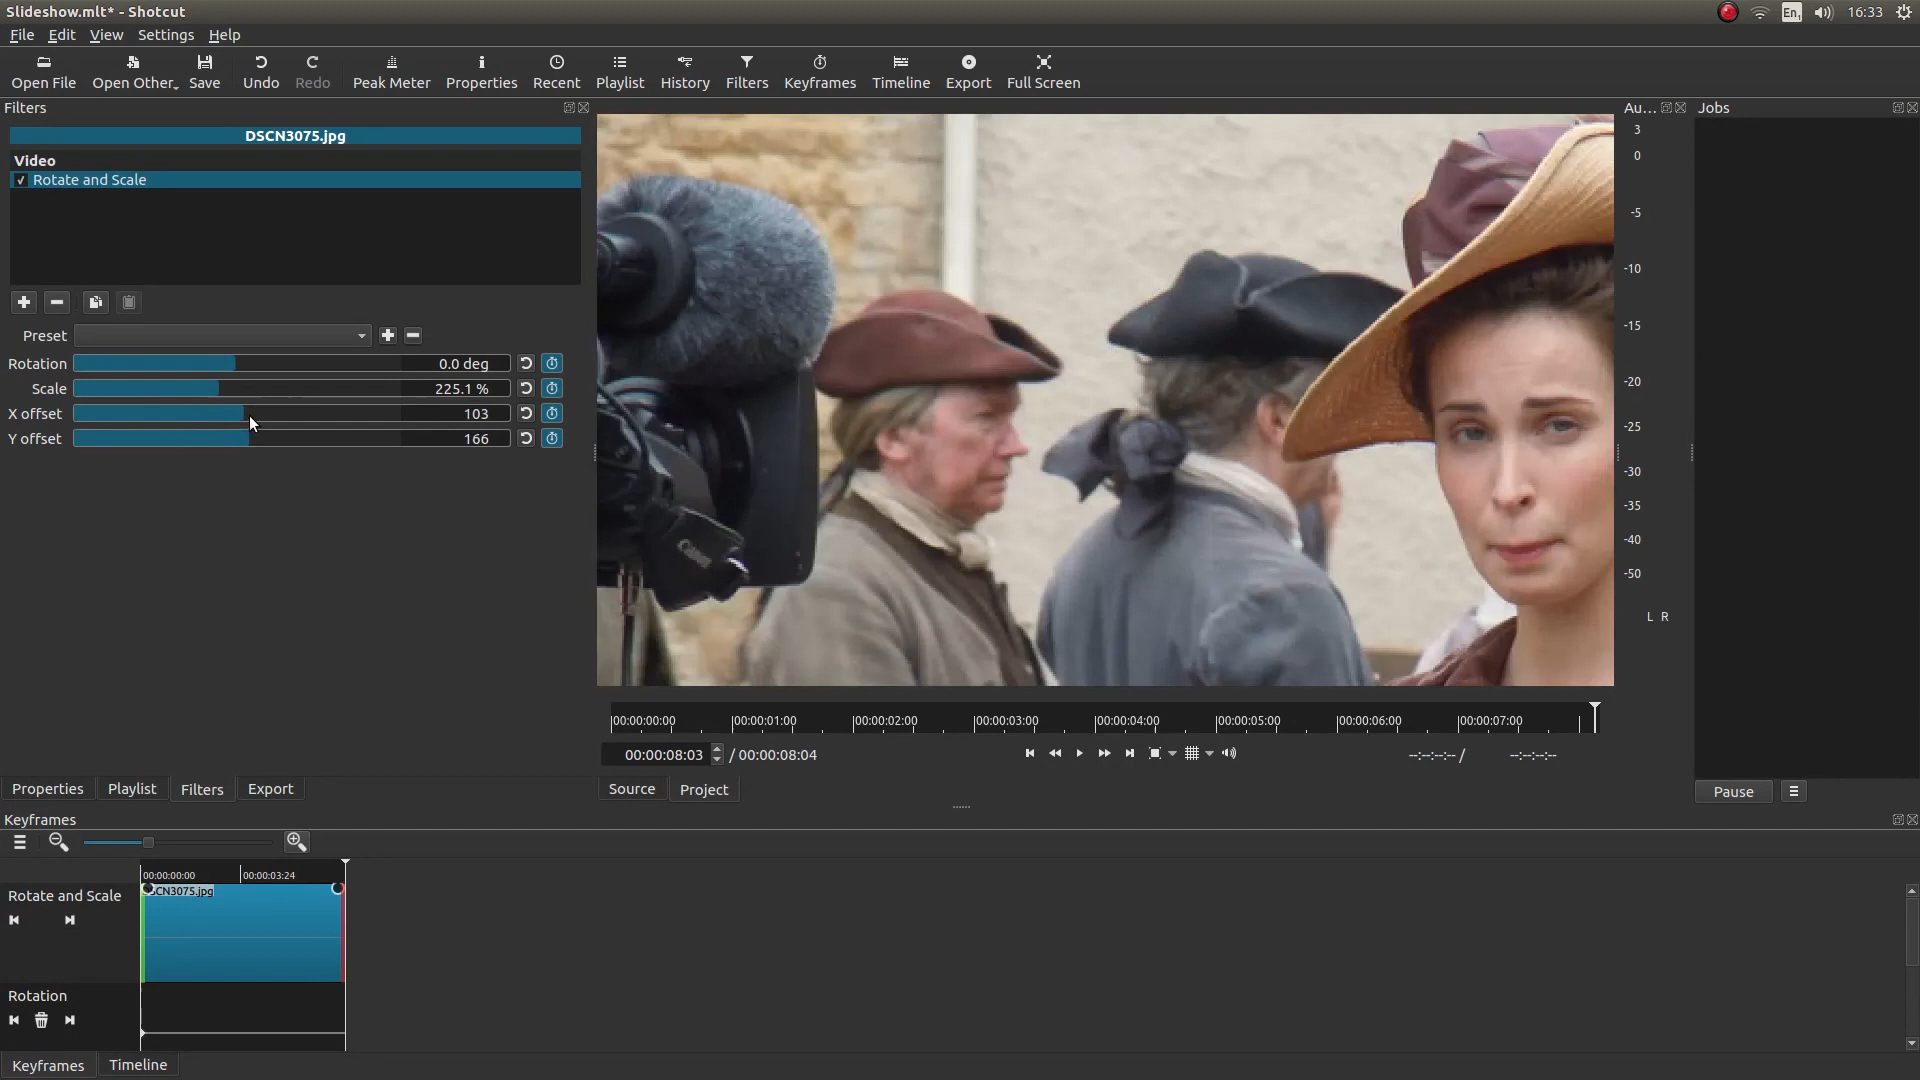 Slideshow.mlt* - Shotcut
En1
16:33
File Edit View Settings Help
Open File Open Other Save Undo Redo Peak Meter Properties Recent Playlist History Filters Keyframes Timeline Export Full Screen
Filters
Au...
Jobs
DSCN3075.jpg
Video
Rotate and Scale
Preset
Rotation 0.0 deg
Scale 225.1 %
X offset 103
Y offset 166
Canon
3
0
-5
-10
-15
-20
-25
-30
-35
-40
-50
L R
00:00:00:00 00:00:01:00 00:00:02:00 00:00:03:00 00:00:04:00 00:00:05:00 00:00:06:00 00:00:07:00
00:00:08:03 / 00:00:08:04
--:--:--:-- / --:--:--:--
Properties Playlist Filters Export
Source Project
Pause
Keyframes
00:00:00:00 00:00:03:24
Rotate and Scale
SCN3075.jpg
Rotation
Keyframes Timeline